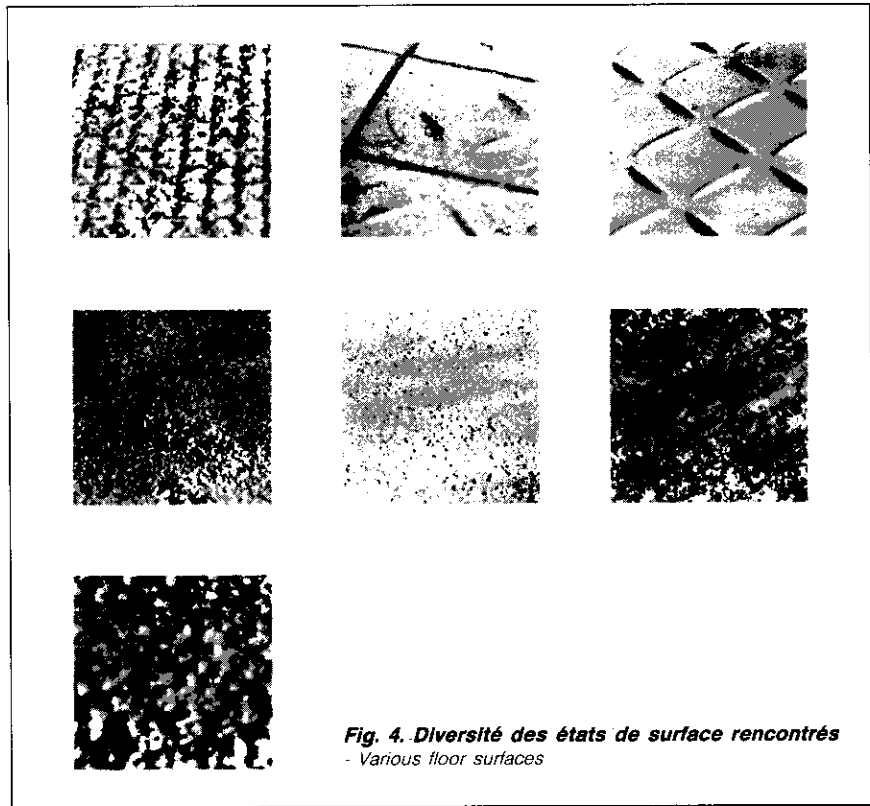 Fig. 4. Diversité des états de surface rencontrés
- Various floor surfaces